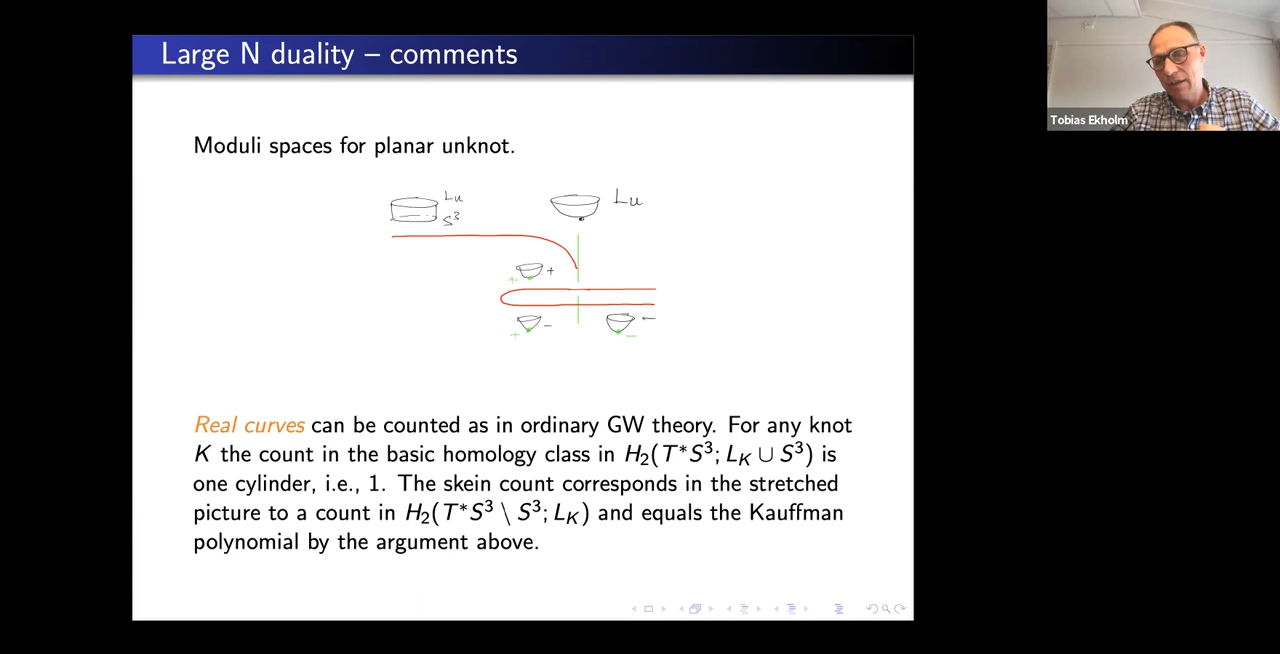 Large N duality – comments
Tobias Ekholm
Moduli spaces for planar unknot.
Lu
S³
Lu
+
+
−
+
−
−
Real curves can be counted as in ordinary GW theory. For any knot
K the count in the basic homology class in H₂(T*S³; L_K ∪ S³) is
one cylinder, i.e., 1. The skein count corresponds in the stretched
picture to a count in H₂(T*S³ \ S³; L_K) and equals the Kauffman
polynomial by the argument above.